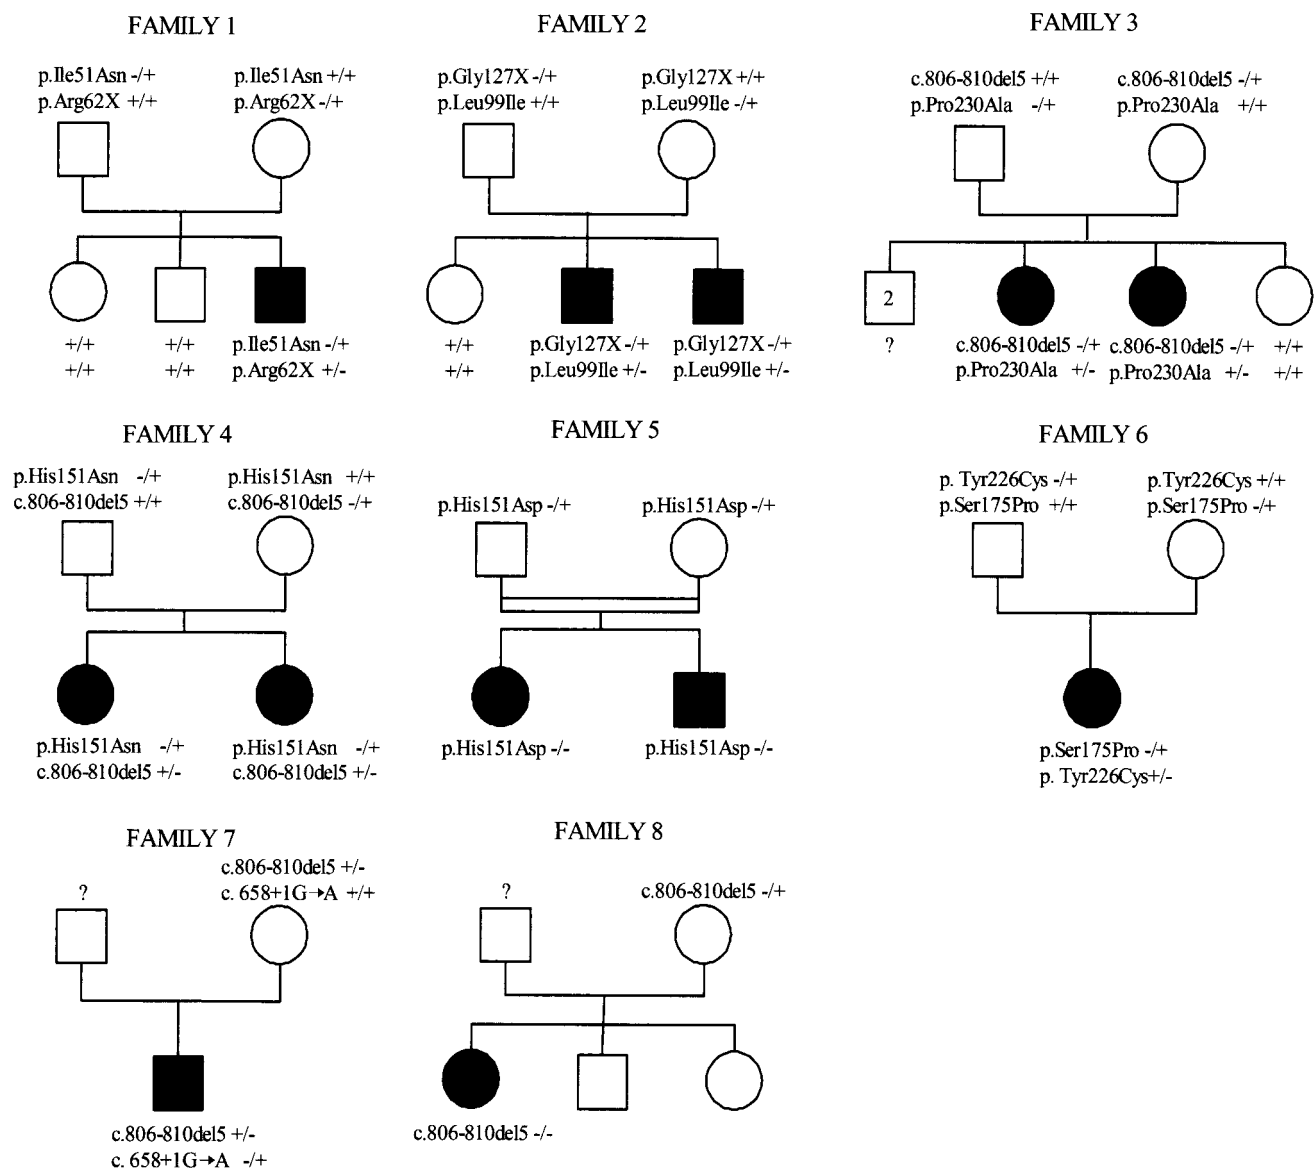 FAMILY 1
p.Ile51Asn -/+
p.Arg62X +/+
p.Ile51Asn +/+
p.Arg62X -/+
+/+
+/+
+/+
+/+
p.Ile51Asn -/+
p.Arg62X +/-
FAMILY 2
p.Gly127X -/+
p.Leu99Ile +/+
p.Gly127X +/+
p.Leu99Ile -/+
+/+
+/+
p.Gly127X -/+
p.Leu99Ile +/-
p.Gly127X -/+
p.Leu99Ile +/-
FAMILY 3
c.806-810del5 +/+
p.Pro230Ala -/+
c.806-810del5 -/+
p.Pro230Ala +/+
2
?
c.806-810del5 -/+
p.Pro230Ala +/-
c.806-810del5 -/+
p.Pro230Ala +/-
+/+
+/+
FAMILY 4
p.His151Asn -/+
c.806-810del5 +/+
p.His151Asn +/+
c.806-810del5 -/+
p.His151Asn -/+
c.806-810del5 +/-
p.His151Asn -/+
c.806-810del5 +/-
FAMILY 5
p.His151Asp -/+
p.His151Asp -/+
p.His151Asp -/-
p.His151Asp -/-
FAMILY 6
p. Tyr226Cys -/+
p.Ser175Pro +/+
p.Tyr226Cys +/+
p.Ser175Pro -/+
p.Ser175Pro -/+
p. Tyr226Cys+/-
FAMILY 7
?
c.806-810del5 +/-
c. 658+1G→A +/+
c.806-810del5 +/-
c. 658+1G→A -/+
FAMILY 8
?
c.806-810del5 -/+
c.806-810del5 -/-